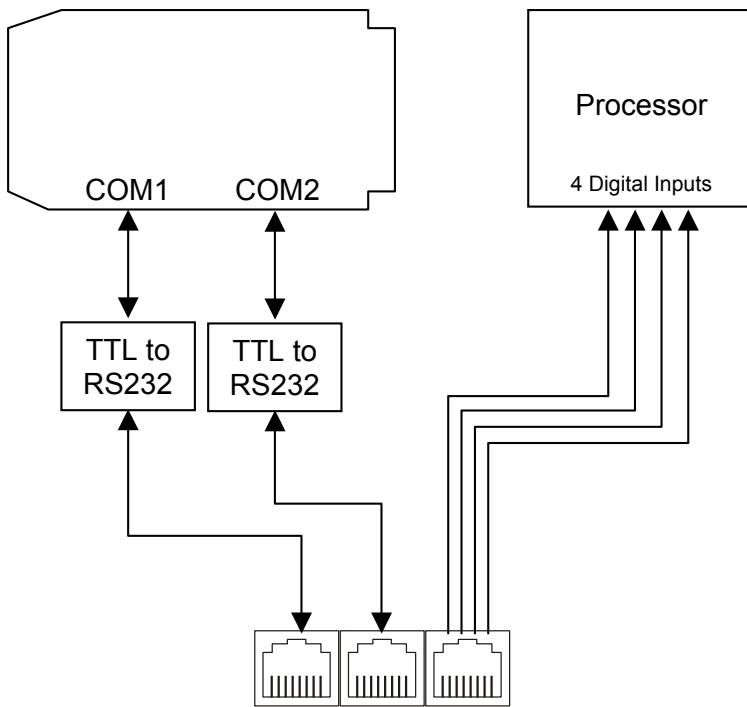 Processor
4 Digital Inputs
COM1
COM2
TTL to
RS232
TTL to
RS232